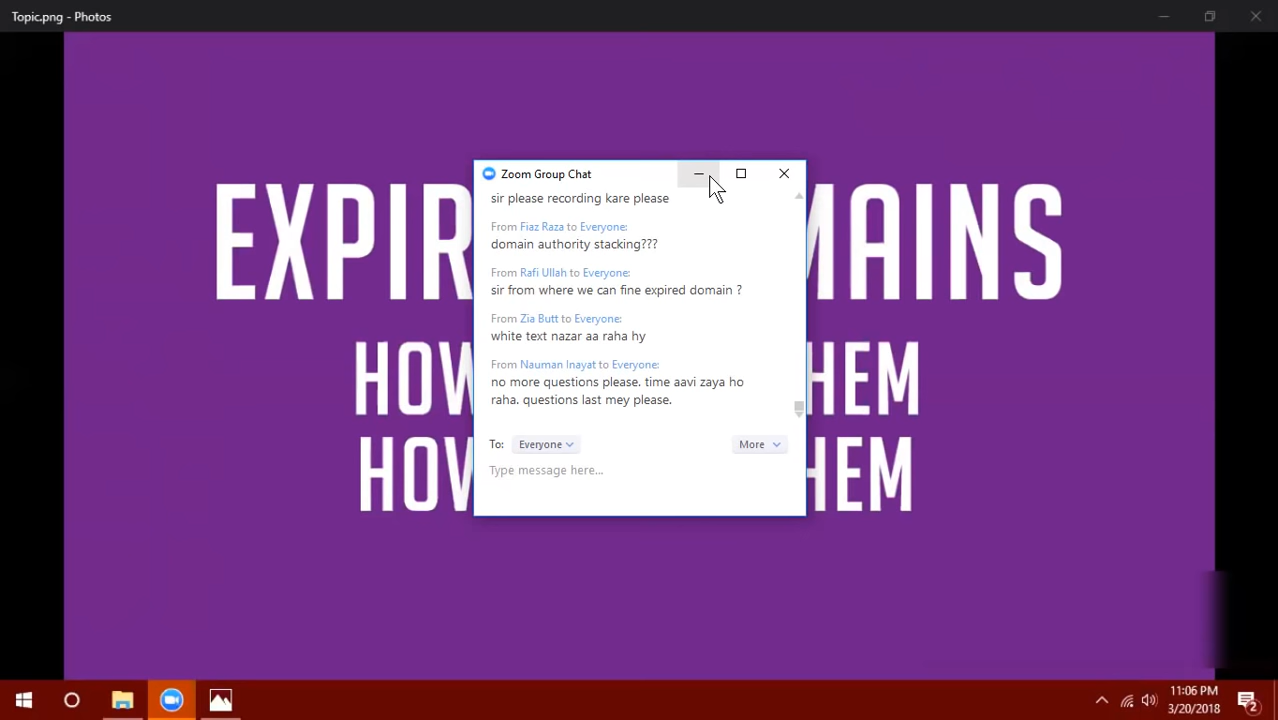 Topic.png - Photos
EXPIR MAINS
HOW HEM
HOW HEM
Zoom Group Chat
sir please recording kare please
From Fiaz Raza to Everyone:
domain authority stacking???
From Rafi Ullah to Everyone:
sir from where we can fine expired domain ?
From Zia Butt to Everyone:
white text nazar aa raha hy
From Nauman Inayat to Everyone:
no more questions please. time aavi zaya ho
raha. questions last mey please.
To: Everyone More
Type message here...
11:06 PM
3/20/2018
2